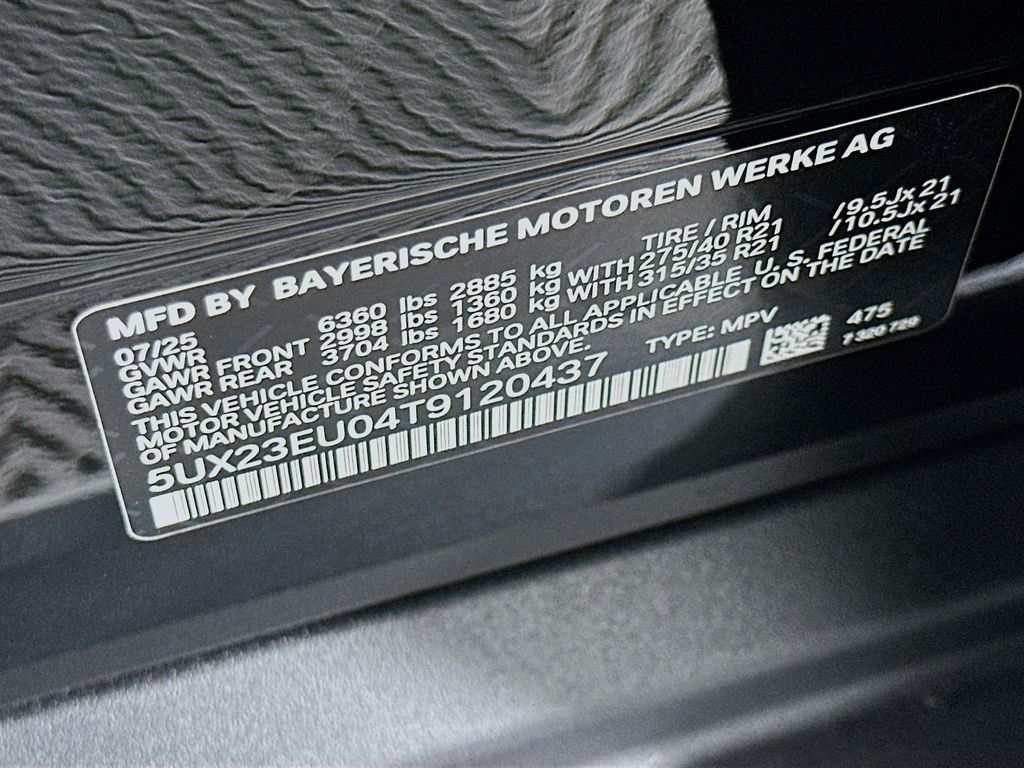 MFD BY BAYERISCHE MOTOREN WERKE AG
07/25 TIRE / RIM
GVWR 6360 lbs 2885 kg
GAWR FRONT 2998 lbs 1360 kg WITH 275/40 R21 /9.5Jx21
GAWR REAR 3704 lbs 1680 kg WITH 315/35 R21 /10.5Jx21
THIS VEHICLE CONFORMS TO ALL APPLICABLE U. S. FEDERAL
MOTOR VEHICLE SAFETY STANDARDS IN EFFECT ON THE DATE
OF MANUFACTURE SHOWN ABOVE.
5UX23EU04T9120437 TYPE: MPV 475